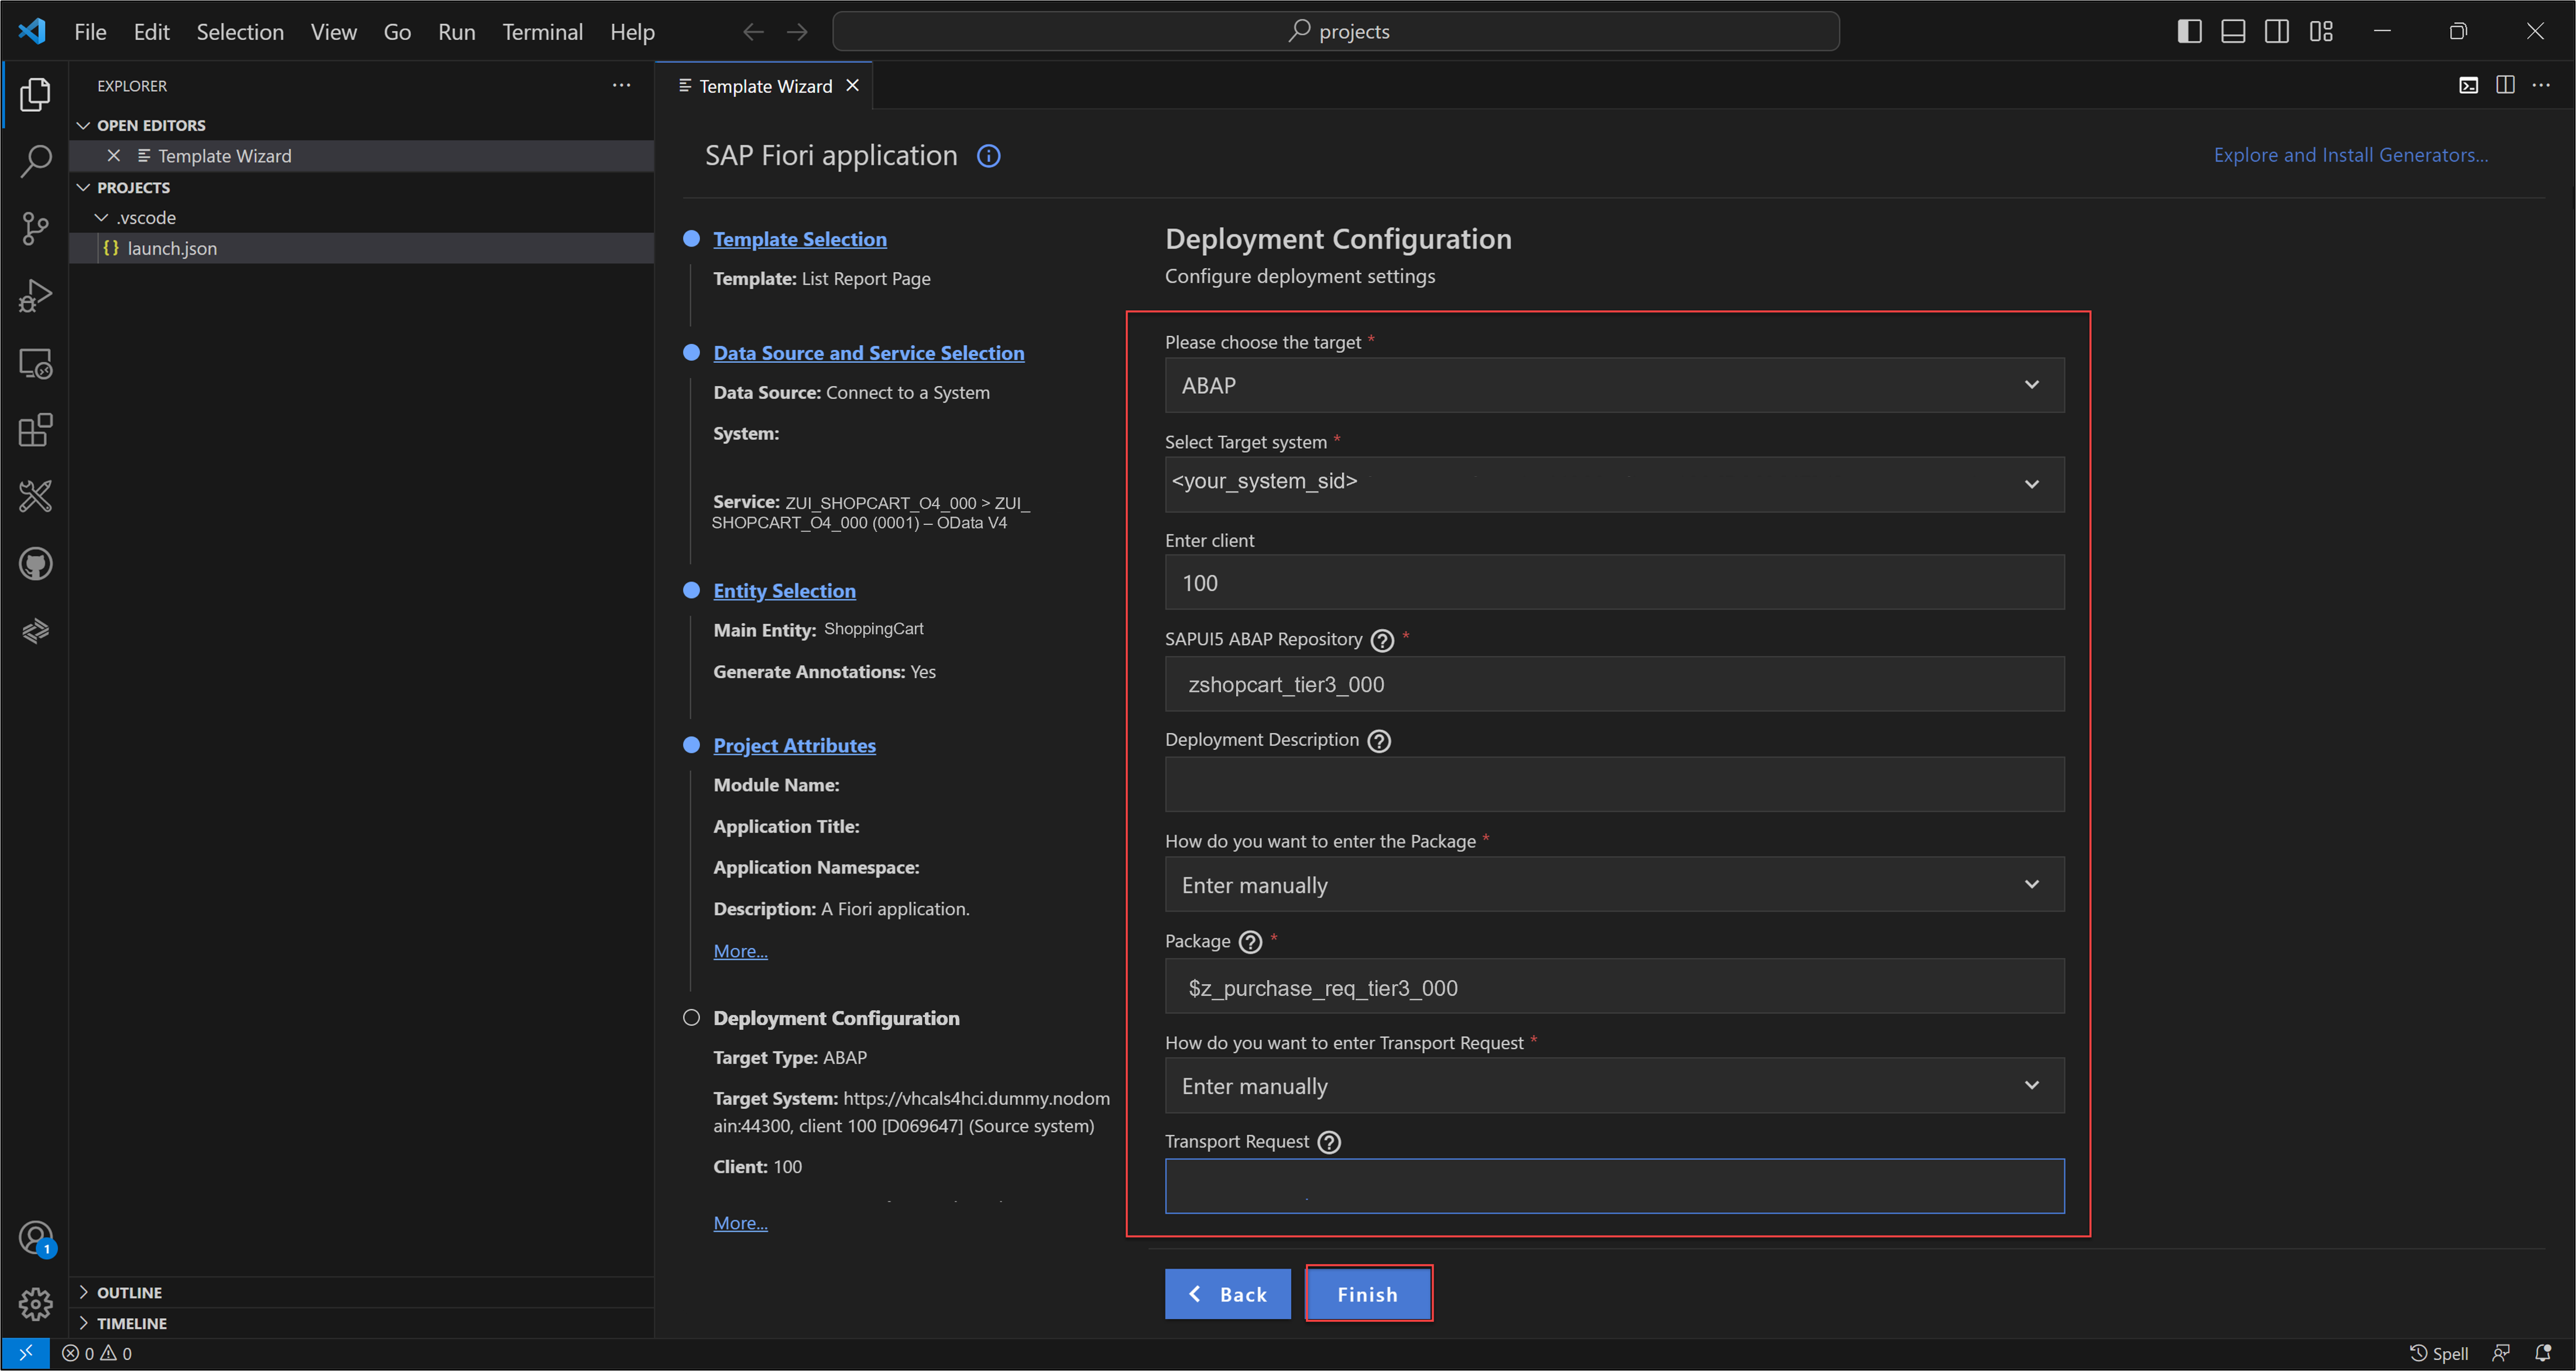 File Edit Selection View Go Run Terminal Help
projects
EXPLORER
OPEN EDITORS
Template Wizard
PROJECTS
.vscode
{} launch.json
OUTLINE
TIMELINE
Template Wizard
SAP Fiori application
Explore and Install Generators...
Template Selection
Template: List Report Page
Data Source and Service Selection
Data Source: Connect to a System
System:
Service: ZUI_SHOPCART_O4_000 > ZUI_
SHOPCART_O4_000 (0001) – OData V4
Entity Selection
Main Entity: ShoppingCart
Generate Annotations: Yes
Project Attributes
Module Name:
Application Title:
Application Namespace:
Description: A Fiori application.
More...
Deployment Configuration
Target Type: ABAP
Target System: https://vhcals4hci.dummy.nodom
ain:44300, client 100 [D069647] (Source system)
Client: 100
More...
Deployment Configuration
Configure deployment settings
Please choose the target *
ABAP
Select Target system *
<your_system_sid>
Enter client
100
SAPUI5 ABAP Repository ? *
zshopcart_tier3_000
Deployment Description ?
How do you want to enter the Package *
Enter manually
Package ? *
$z_purchase_req_tier3_000
How do you want to enter Transport Request *
Enter manually
Transport Request ?
Back
Finish
1
0 0
Spell